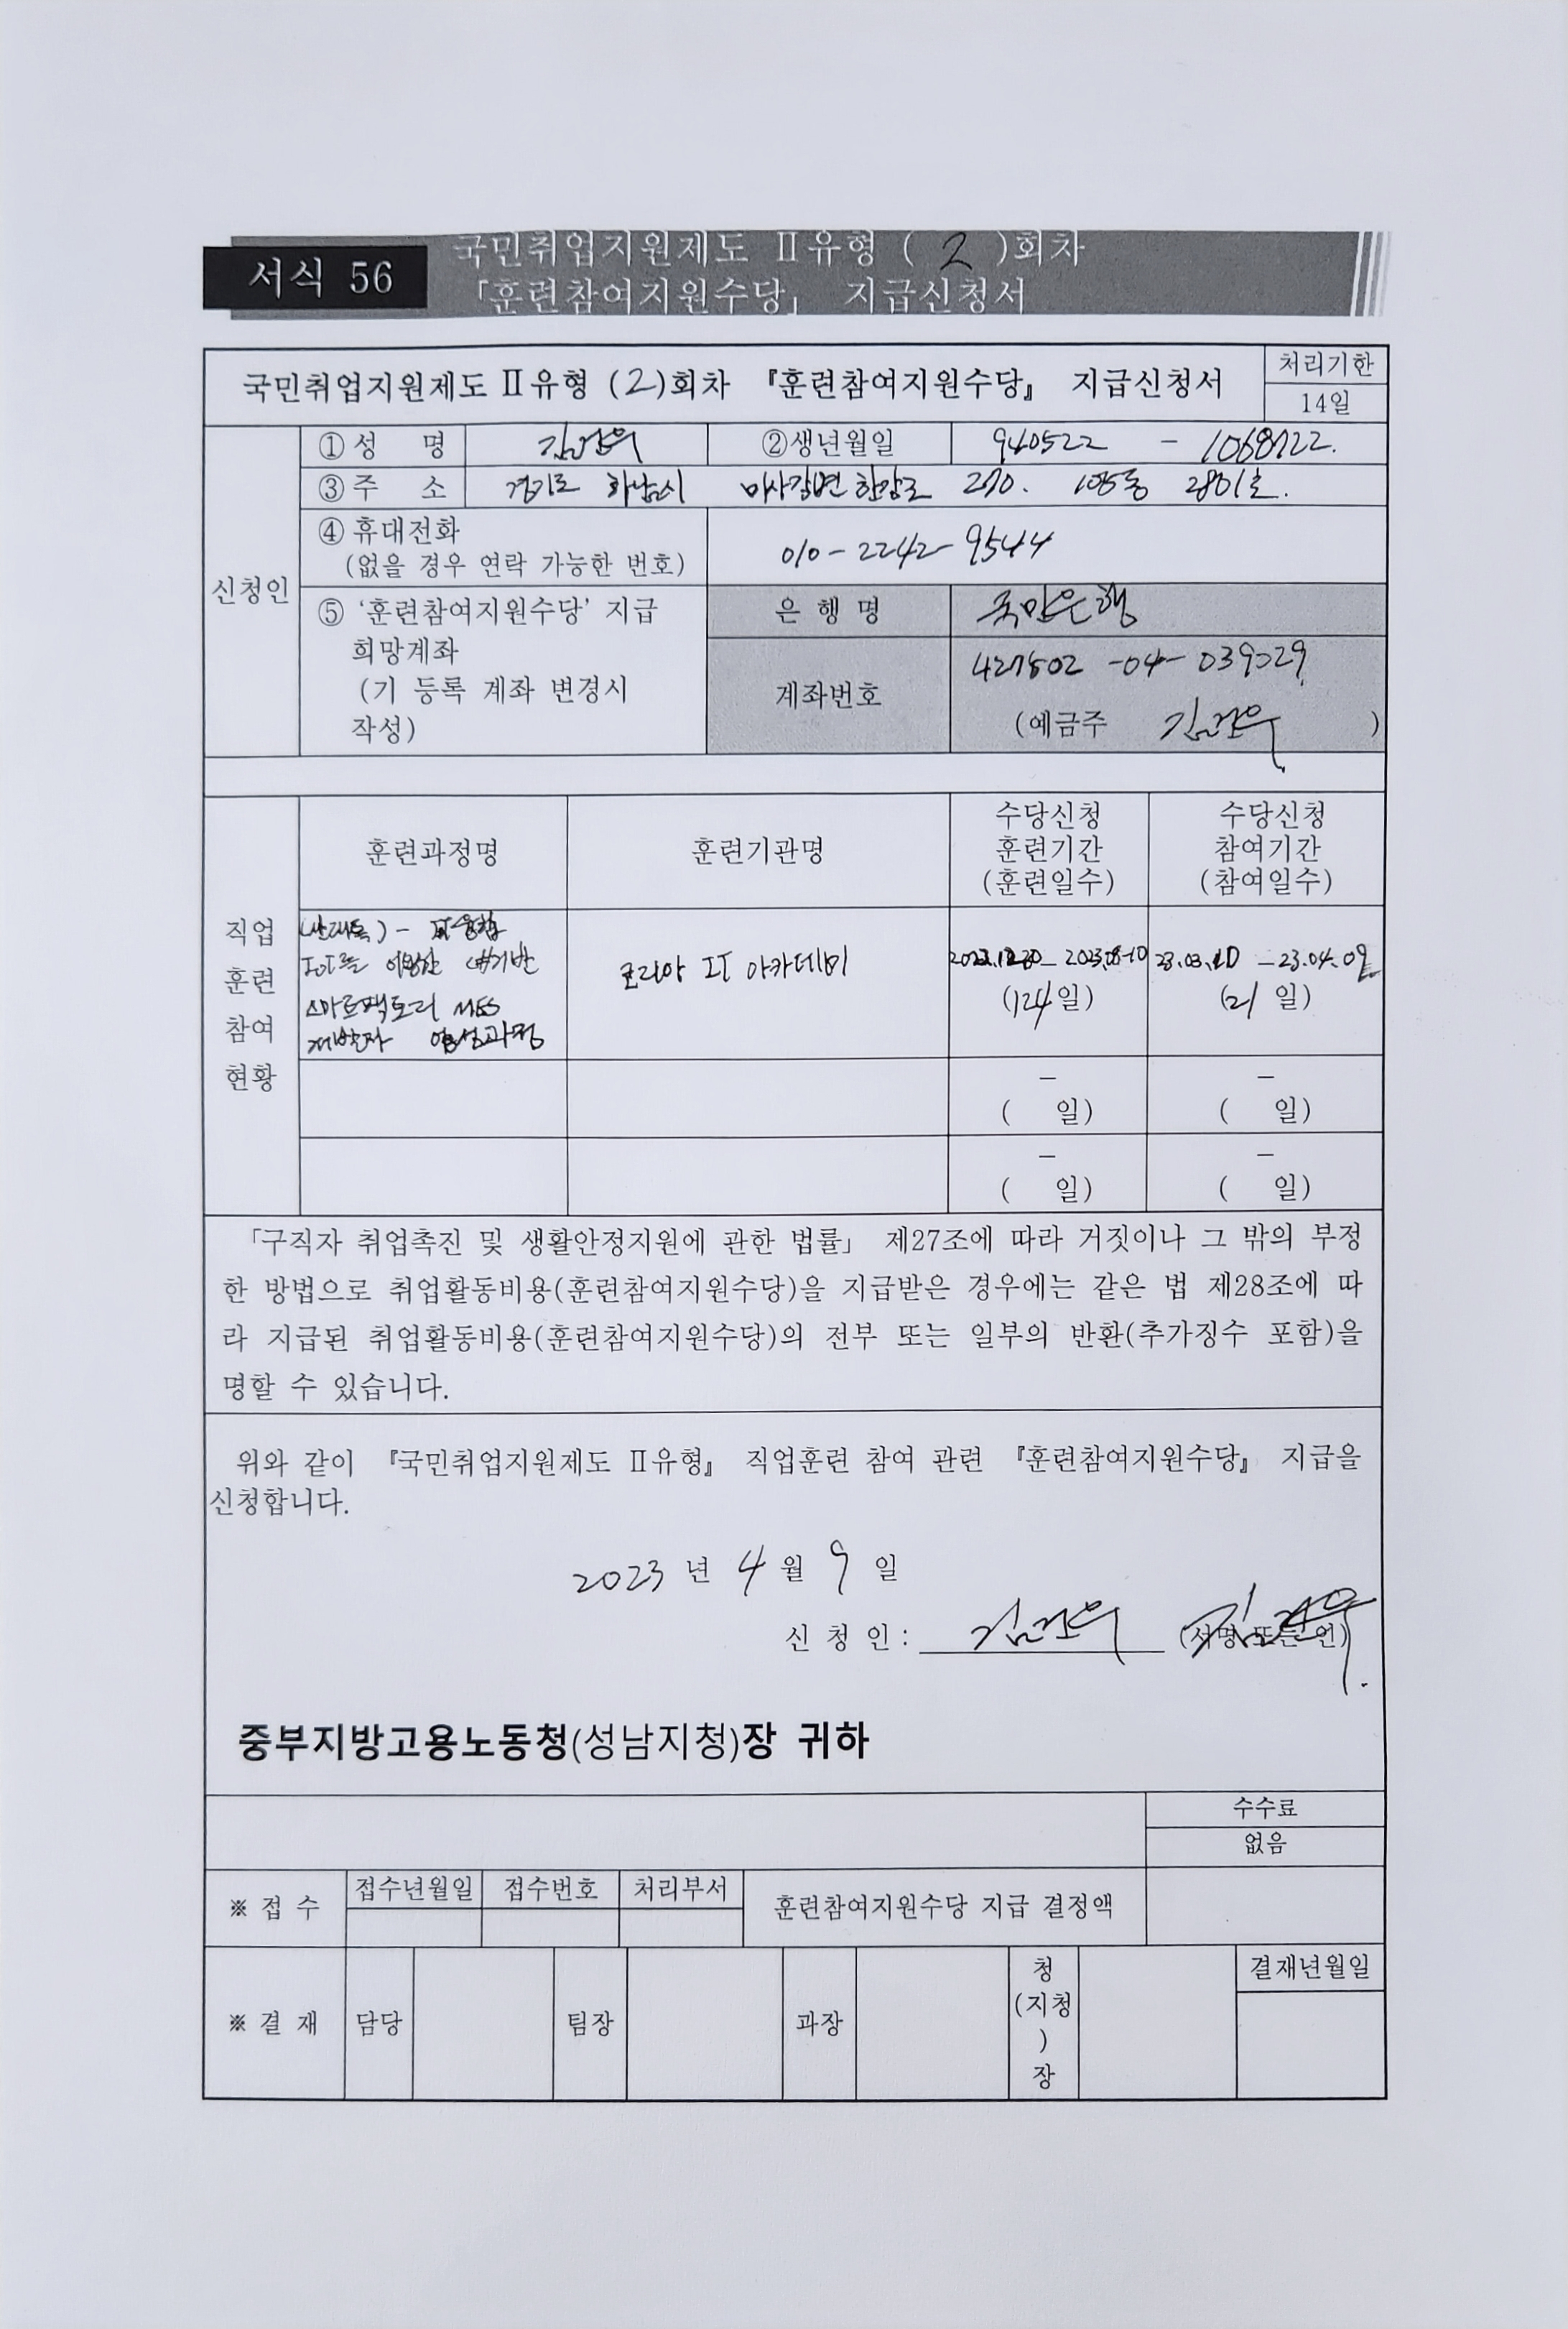 서식 56
국민취업지원제도 Ⅱ유형 ( 2 )회차
「훈련참여지원수당」 지급신청서
국민취업지원제도 Ⅱ유형 (2)회차 『훈련참여지원수당』 지급신청서
처리기한
14일
신청인
①성 명 김건우
②생년월일 940522 - 1068122.
③주 소 경기도 하남시 미사강변한강로 270. 105동 2801호.
④휴대전화
(없을 경우 연락 가능한 번호)
010-2242-9544
⑤ '훈련참여지원수당' 지급
희망계좌
(기 등록 계좌 변경시
작성)
은 행 명 국민은행
계좌번호
427802-04-039729
(예금주 김건우 )
직업
훈련
참여
현황
훈련과정명
훈련기관명
수당신청
훈련기간
(훈련일수)
수당신청
참여기간
(참여일수)
(산대특) -
IoT를 이용한
스마트팩토리 MES
개발자 양성과정
코리아 IT 아카데미
(124일)
23.03.10 - 23.04.09
(21 일)
-
( 일)
-
( 일)
-
( 일)
-
( 일)
「구직자 취업촉진 및 생활안정지원에 관한 법률」 제27조에 따라 거짓이나 그 밖의 부정
한 방법으로 취업활동비용(훈련참여지원수당)을 지급받은 경우에는 같은 법 제28조에 따
라 지급된 취업활동비용(훈련참여지원수당)의 전부 또는 일부의 반환(추가징수 포함)을
명할 수 있습니다.
위와 같이 『국민취업지원제도 Ⅱ유형』 직업훈련 참여 관련 『훈련참여지원수당』 지급을
신청합니다.
2023 년 4 월 9 일
신 청 인 : 김건우 (서명 또는 인) 김건우
중부지방고용노동청(성남지청)장 귀하
수수료
없음
※ 접 수
접수년월일
접수번호
처리부서
훈련참여지원수당 지급 결정액
※ 결 재
담당
팀장
과장
청
(지청
)
장
결재년월일